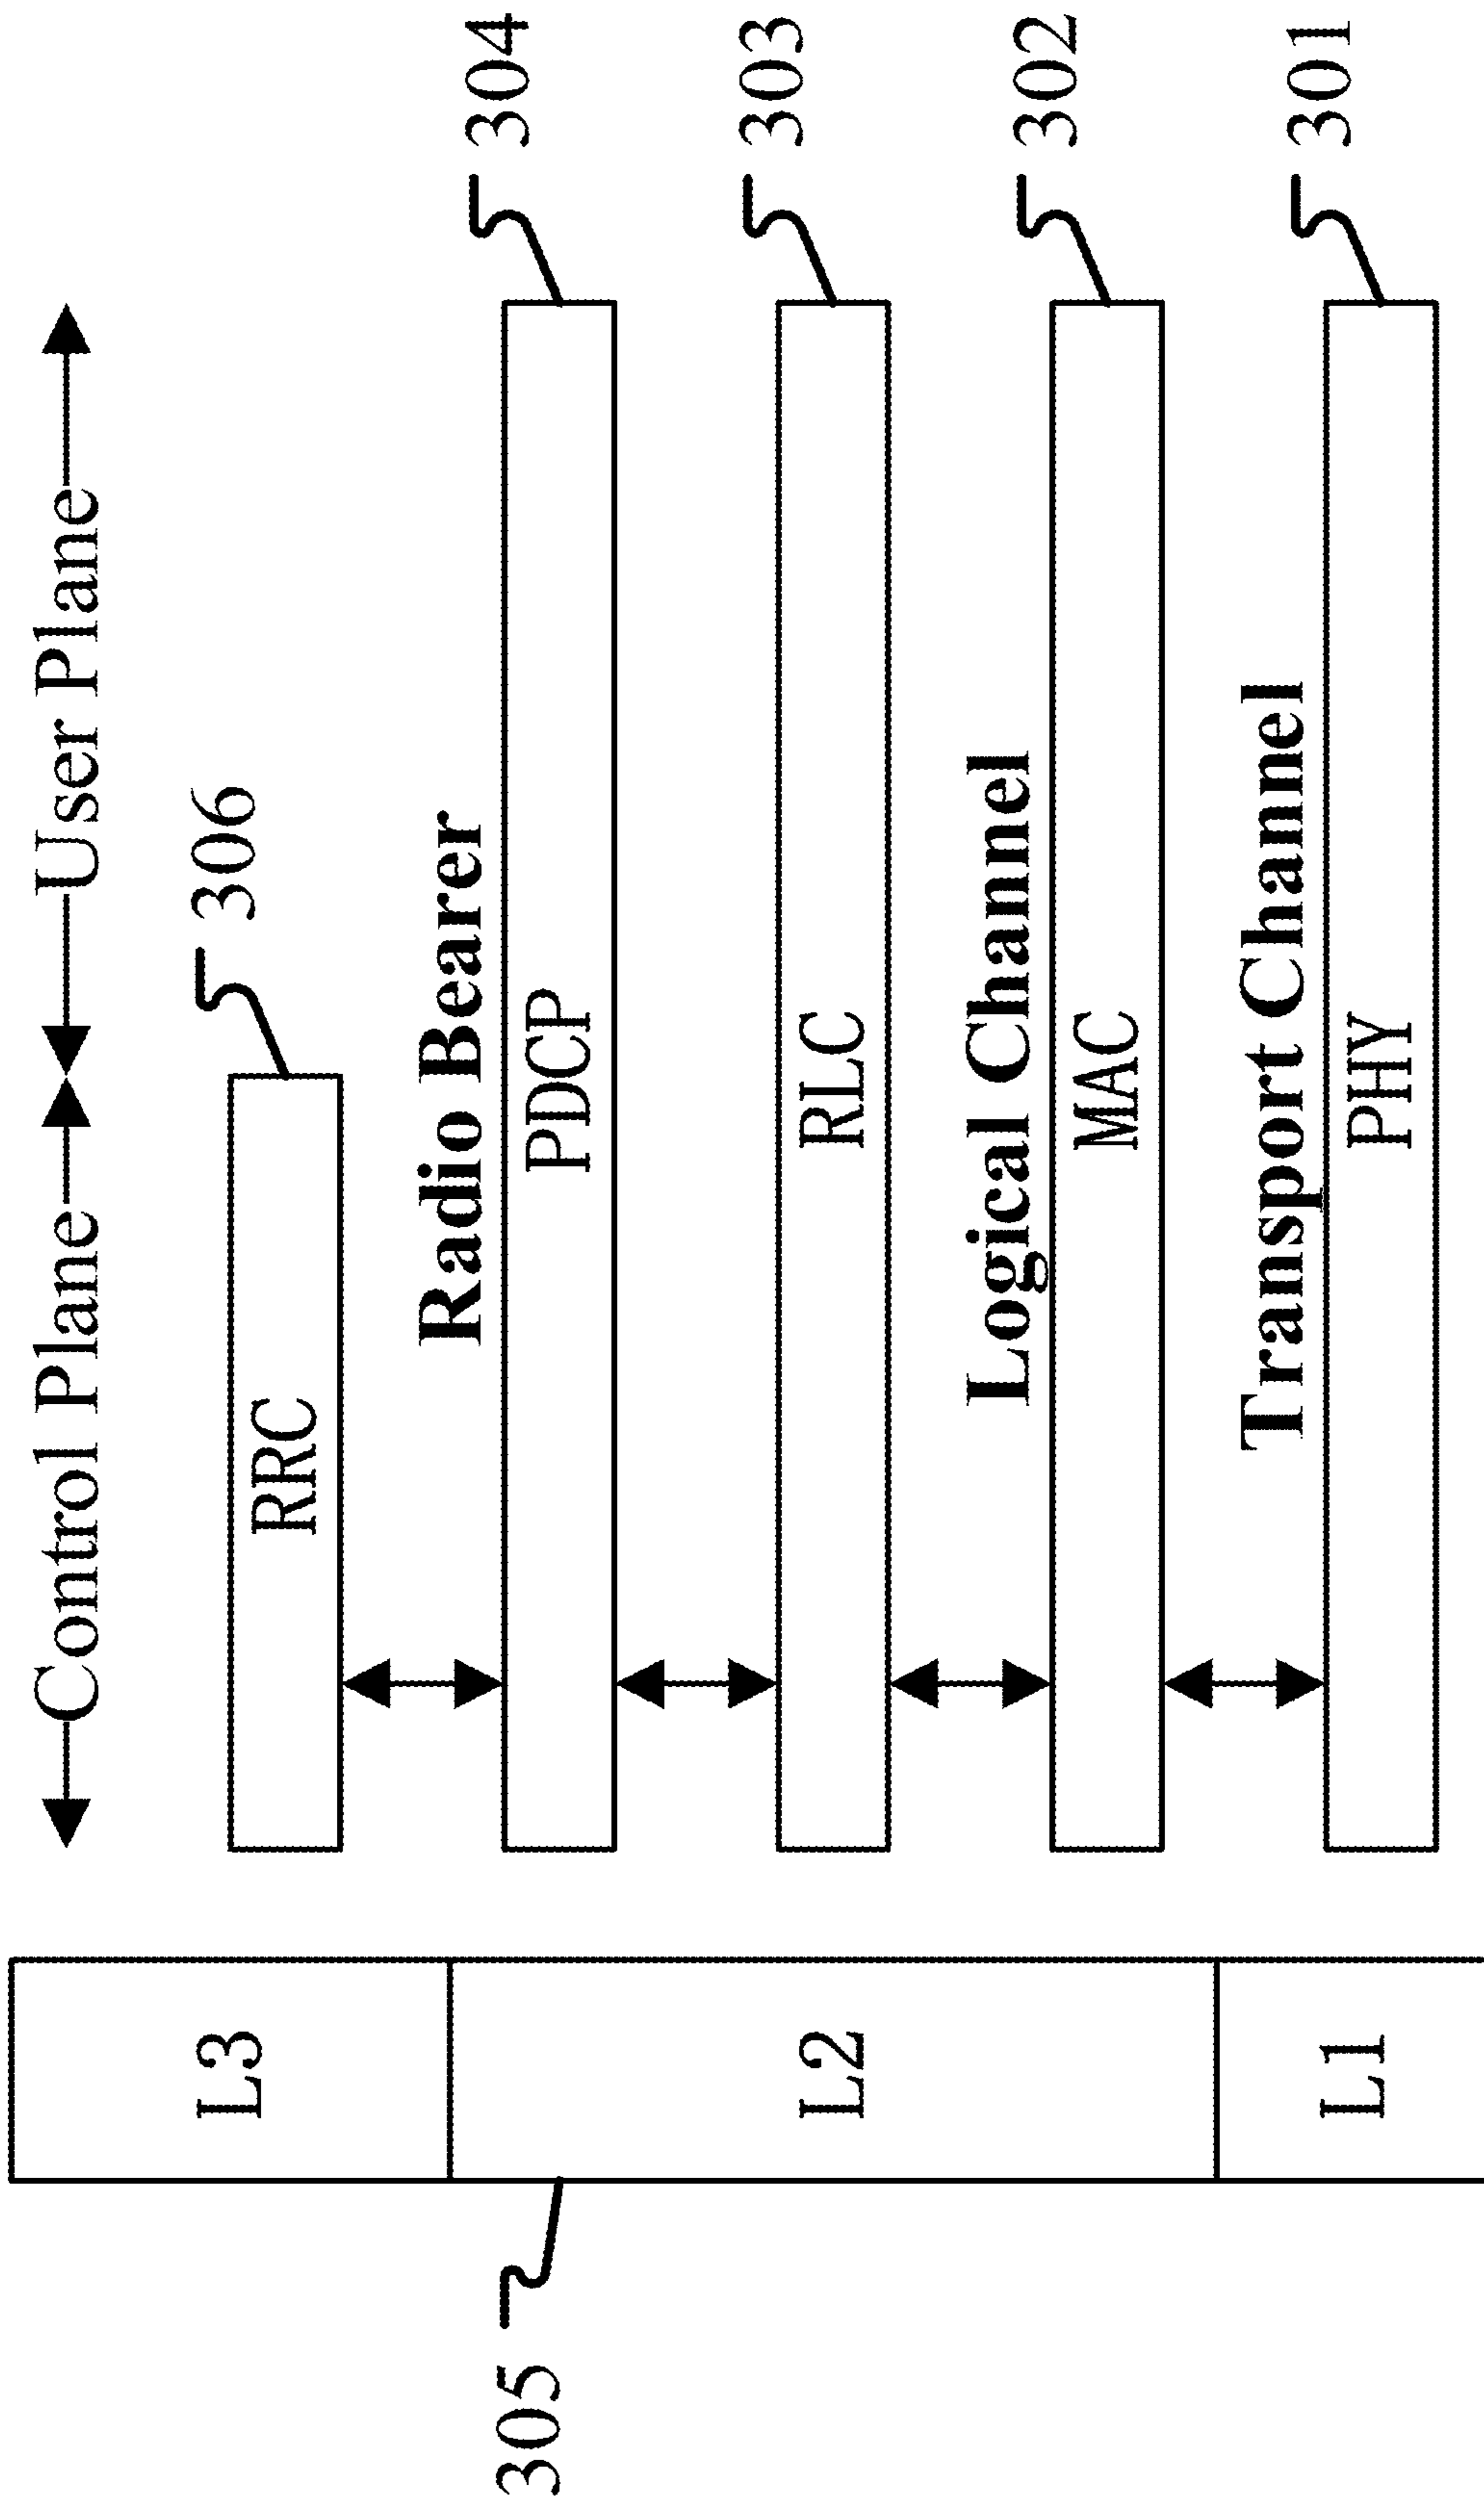 Control Plane
User Plane
306
L3
RRC
Radio Bearer
304
305
PDCP
303
L2
RLC
Logical Channel
302
MAC
Transport Channel
301
L1
PHY